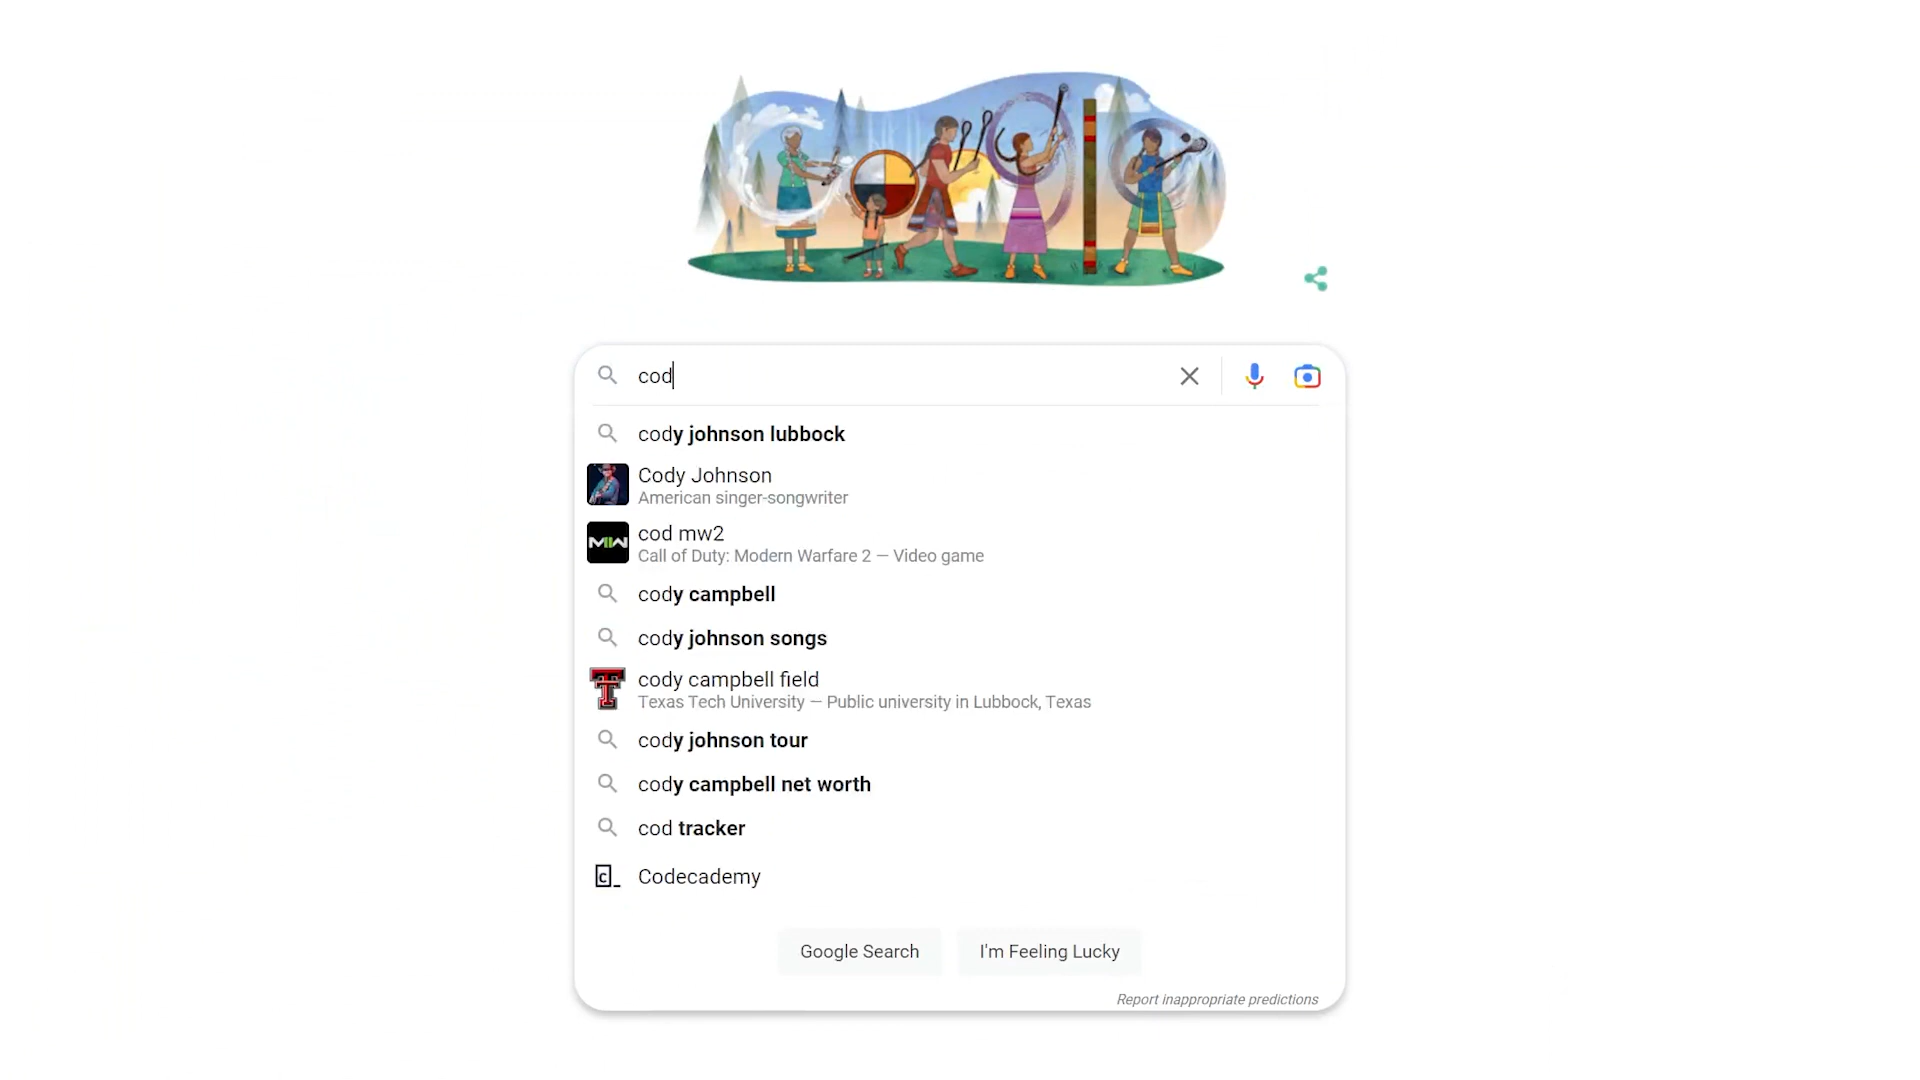 cod
cody johnson lubbock
Cody Johnson
American singer-songwriter
MIIW
cod mw2
Call of Duty: Modern Warfare 2 — Video game
cody campbell
cody johnson songs
T
cody campbell field
Texas Tech University — Public university in Lubbock, Texas
cody johnson tour
cody campbell net worth
cod tracker
c_
Codecademy
Google Search
I'm Feeling Lucky
Report inappropriate predictions